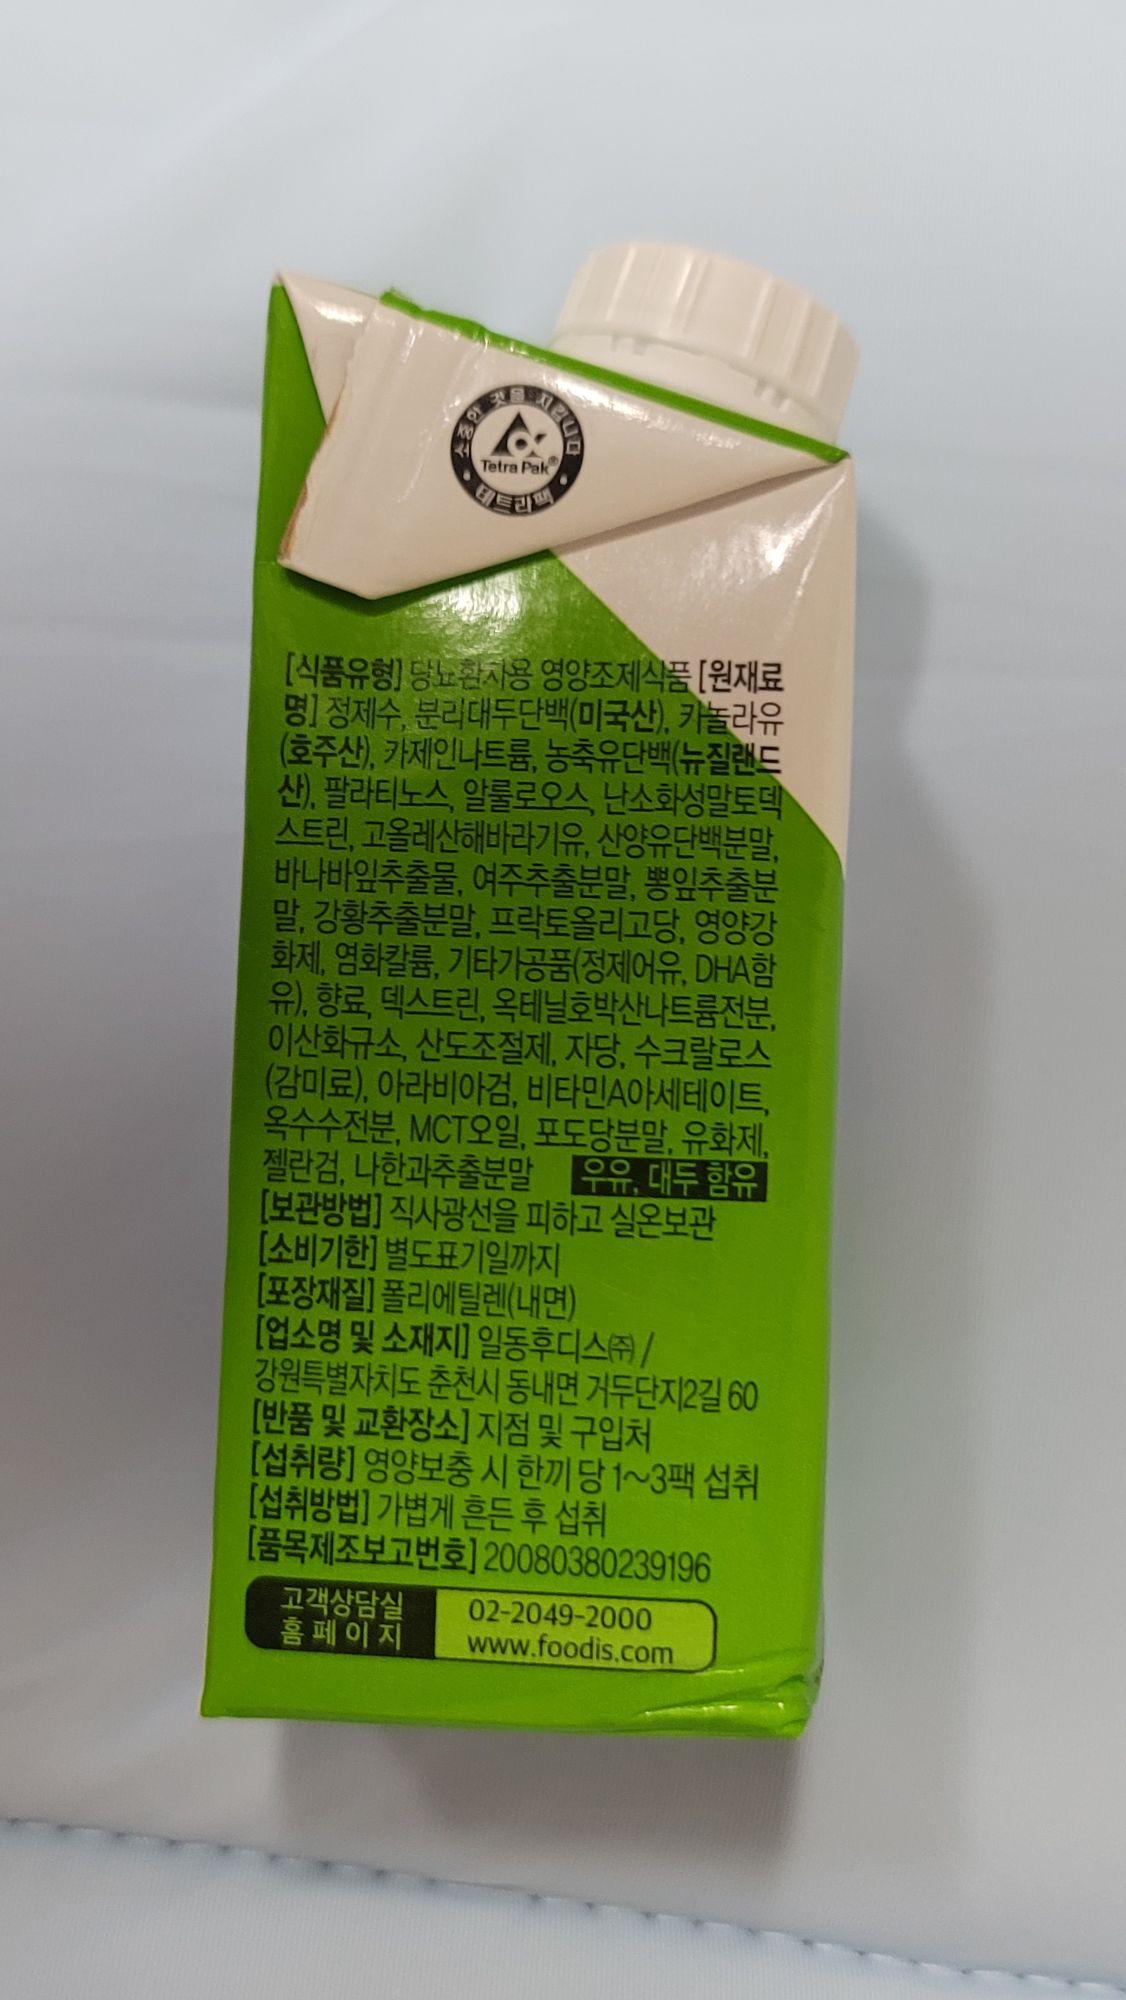 소중한 것을 지킵니다
Tetra Pak®
테트라팩
[식품유형] 당뇨환자용 영양조제식품 [원재료
명] 정제수, 분리대두단백(미국산), 카놀라유
(호주산), 카제인나트륨, 농축유단백(뉴질랜드
산), 팔라티노스, 알룰로오스, 난소화성말토덱
스트린, 고올레산해바라기유, 산양유단백분말,
바나바잎추출물, 여주추출분말, 뽕잎추출분
말, 강황추출분말, 프락토올리고당, 영양강
화제, 염화칼륨, 기타가공품(정제어유, DHA함
유), 향료, 덱스트린, 옥테닐호박산나트륨전분,
이산화규소, 산도조절제, 자당, 수크랄로스
(감미료), 아라비아검, 비타민A아세테이트,
옥수수전분, MCT오일, 포도당분말, 유화제,
젤란검, 나한과추출분말 우유, 대두 함유
[보관방법] 직사광선을 피하고 실온보관
[소비기한] 별도표기일까지
[포장재질] 폴리에틸렌(내면)
[업소명 및 소재지] 일동후디스㈜ /
강원특별자치도 춘천시 동내면 거두단지2길 60
[반품 및 교환장소] 지점 및 구입처
[섭취량] 영양보충 시 한끼 당 1~3팩 섭취
[섭취방법] 가볍게 흔든 후 섭취
[품목제조보고번호] 20080380239196
고객상담실 02-2049-2000
홈페이지 www.foodis.com